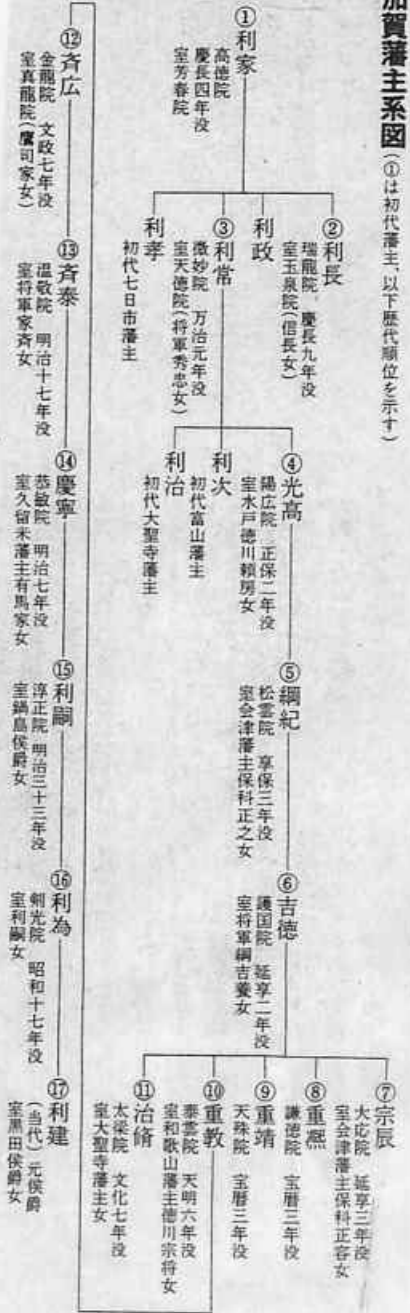 加賀藩主系図(①は初代藩主、以下歴代順位を示す)
①利家
高徳院
慶長四年没
室芳春院
②利長
瑞龍院 慶長九年没
室玉泉院(信長女)
利政
③利常
微妙院 万治元年没
室天徳院(将軍秀忠女)
利孝
初代七日市藩主
④光高
陽広院 正保二年没
室水戸徳川頼房女
利次
初代富山藩主
利治
初代大聖寺藩主
⑤綱紀
松雲院 享保三年没
室会津藩主保科正之女
⑥吉徳
護国院 延享二年没
室将軍綱吉養女
⑦宗辰
大応院 延享三年没
室会津藩主保科正容女
⑧重凞
謙徳院 宝暦三年没
⑨重靖
天珠院 宝暦三年没
⑩重教
泰雲院 天明六年没
室和歌山藩主徳川宗将女
⑪治脩
太梁院 文化七年没
室大聖寺藩主女
⑫斉広
金龍院 文政七年没
室真龍院(鷹司家女)
⑬斉泰
温敬院 明治十七年没
室将軍家斉女
⑭慶寧
恭敏院 明治七年没
室久留米藩主有馬家女
⑮利嗣
淳正院 明治三十三年没
室鍋島侯爵女
⑯利為
剣光院 昭和十七年没
室利嗣女
⑰利建
(当代)元侯爵
室黒田侯爵女